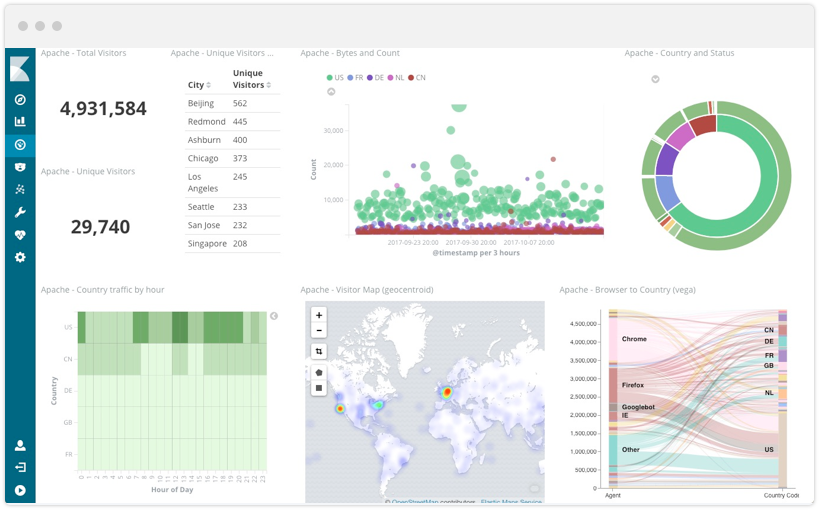 Apache - Total Visitors
4,931,584
Apache - Unique Visitors
29,740
Apache - Unique Visitors ...
City Unique Visitors
Beijing 562
Redmond 445
Ashburn 400
Chicago 373
Los Angeles 245
Seattle 233
San Jose 232
Singapore 208
Apache - Bytes and Count
US FR DE NL CN
Count
30,000
20,000
10,000
2017-09-23 20:00 2017-09-30 20:00 2017-10-07 20:00
@timestamp per 3 hours
Apache - Country and Status
Apache - Country traffic by hour
Country
US
CN
DE
GB
FR
0 1 2 3 4 5 6 7 8 9 10 11 12 13 14 15 16 17 18 19 20 21 22 23
Hour of Day
Apache - Visitor Map (geocentroid)
+
−
© OpenStreetMap contributors, Elastic Maps Service
Apache - Browser to Country (vega)
4,500,000
4,000,000
3,500,000
3,000,000
2,500,000
2,000,000
1,500,000
1,000,000
500,000
0
Chrome
Firefox
Googlebot
IE
Other
CN
DE
FR
GB
NL
US
Agent
Country Code